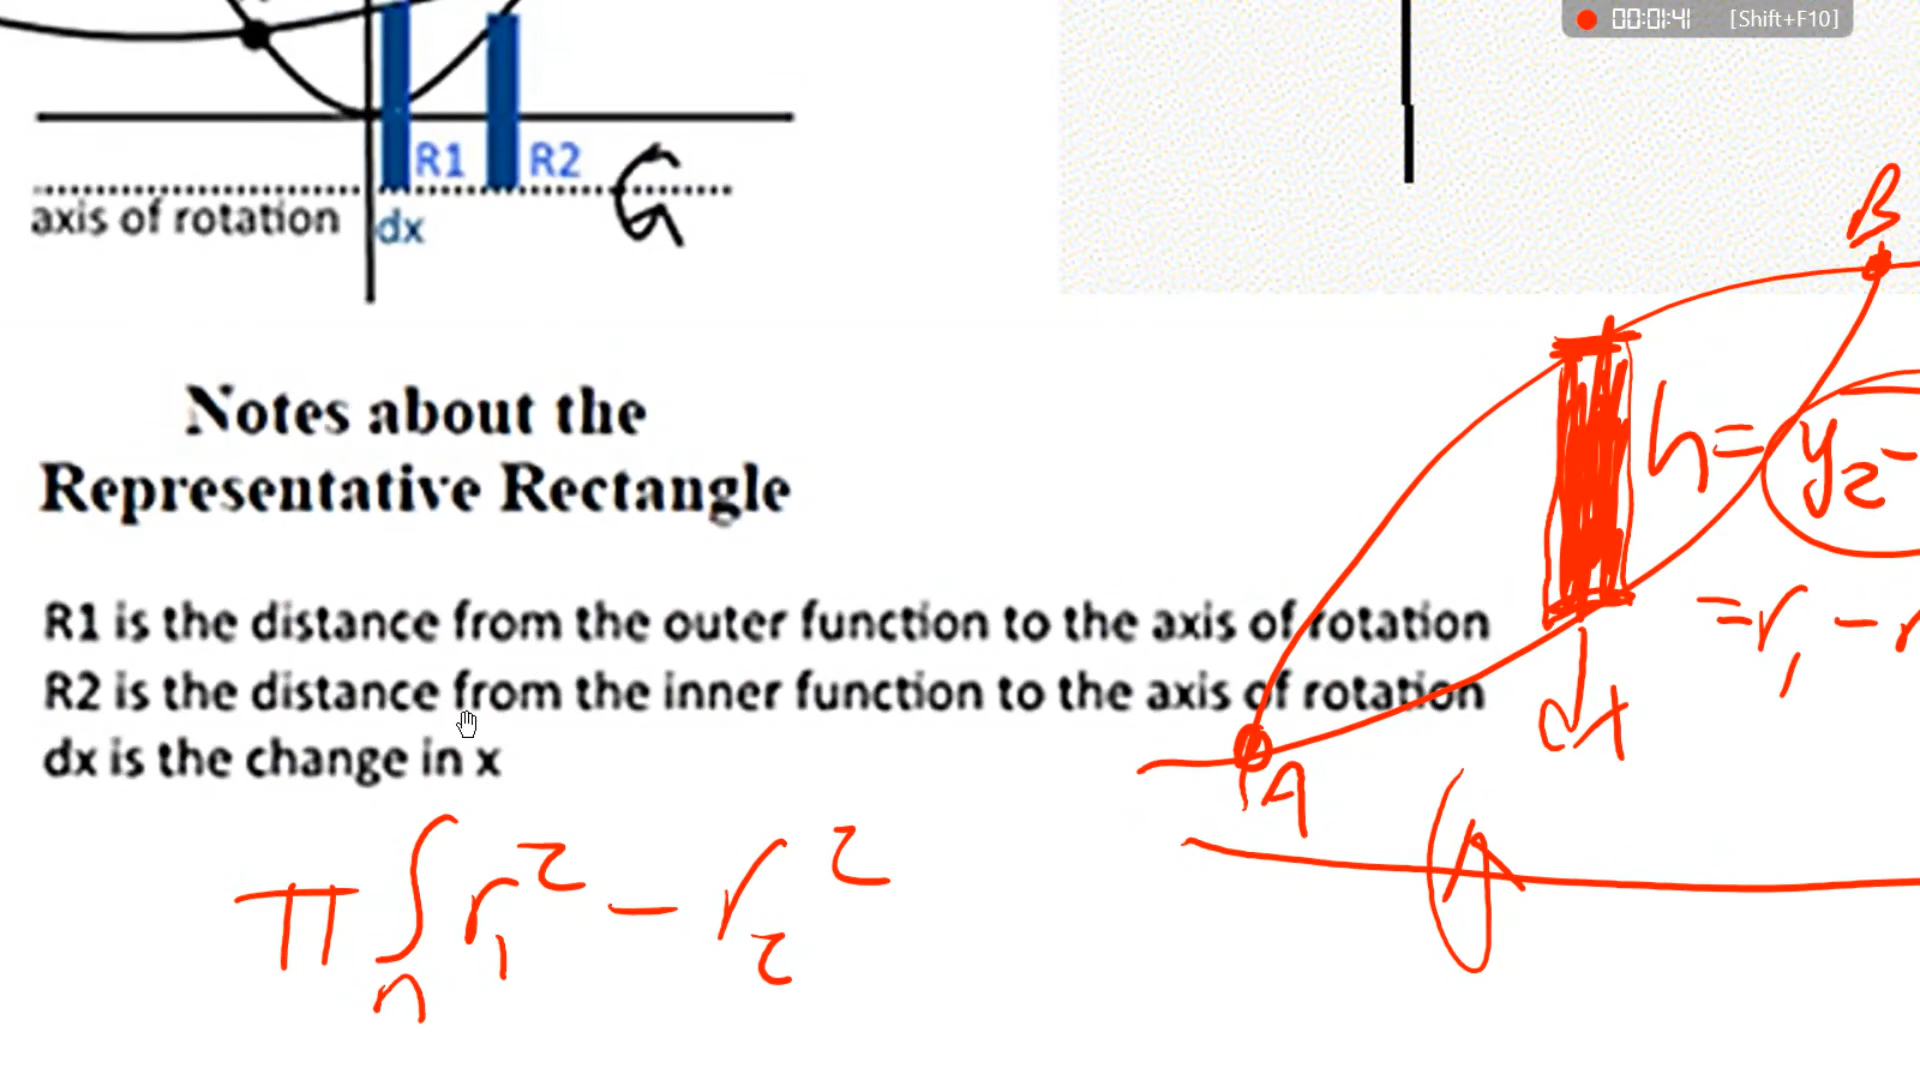 00:01:41 [Shift+F10]
R1 R2
axis of rotation dx
B
Notes about the
Representative Rectangle
h = y2 -
R1 is the distance from the outer function to the axis of rotation
= r1 - r
R2 is the distance from the inner function to the axis of rotation
dx
dx is the change in x
A
π ∫n r1² - r2²